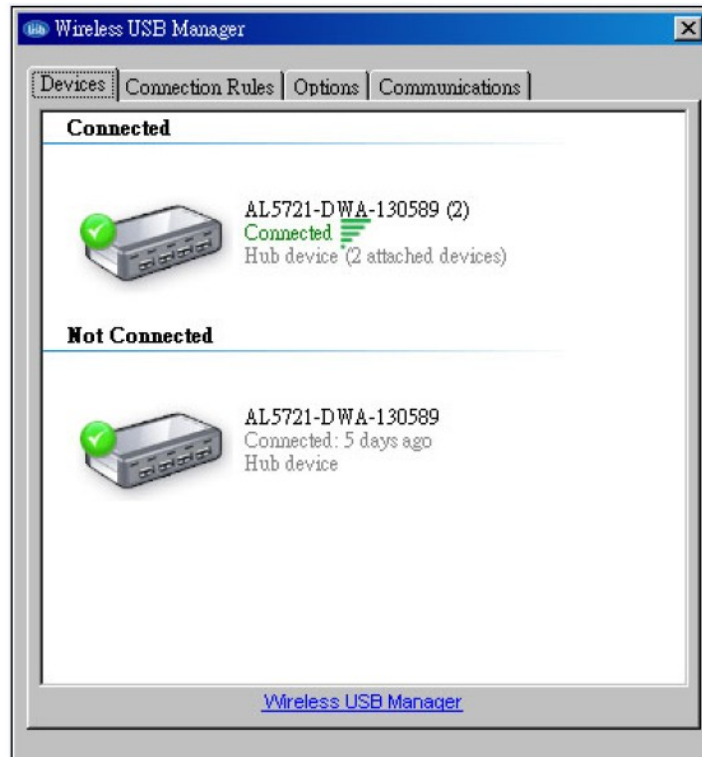 Wireless USB Manager
Devices Connection Rules Options Communications
Connected
AL5721-DWA-130589 (2)
Connected
Hub device (2 attached devices)
Not Connected
AL5721-DWA-130589
Connected: 5 days ago
Hub device
Wireless USB Manager